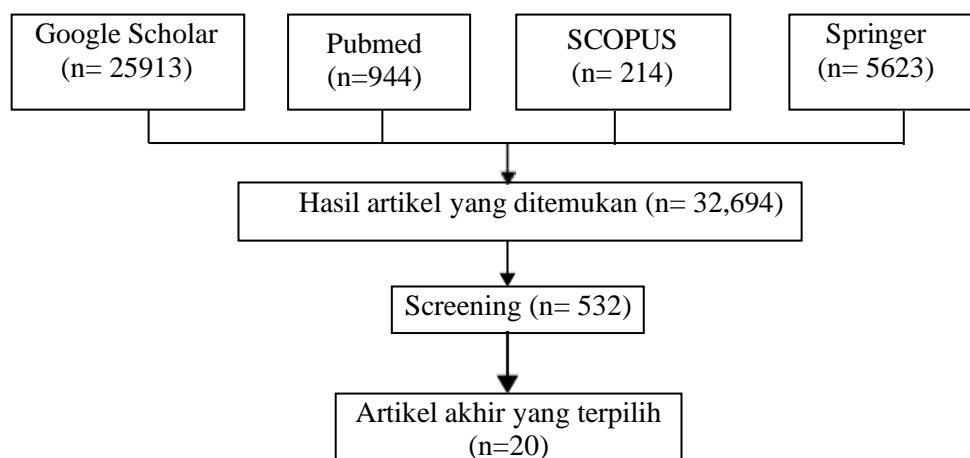 Google Scholar
(n= 25913)
Pubmed
(n=944)
SCOPUS
(n= 214)
Springer
(n= 5623)
Hasil artikel yang ditemukan (n= 32,694)
Screening (n= 532)
Artikel akhir yang terpilih
(n=20)